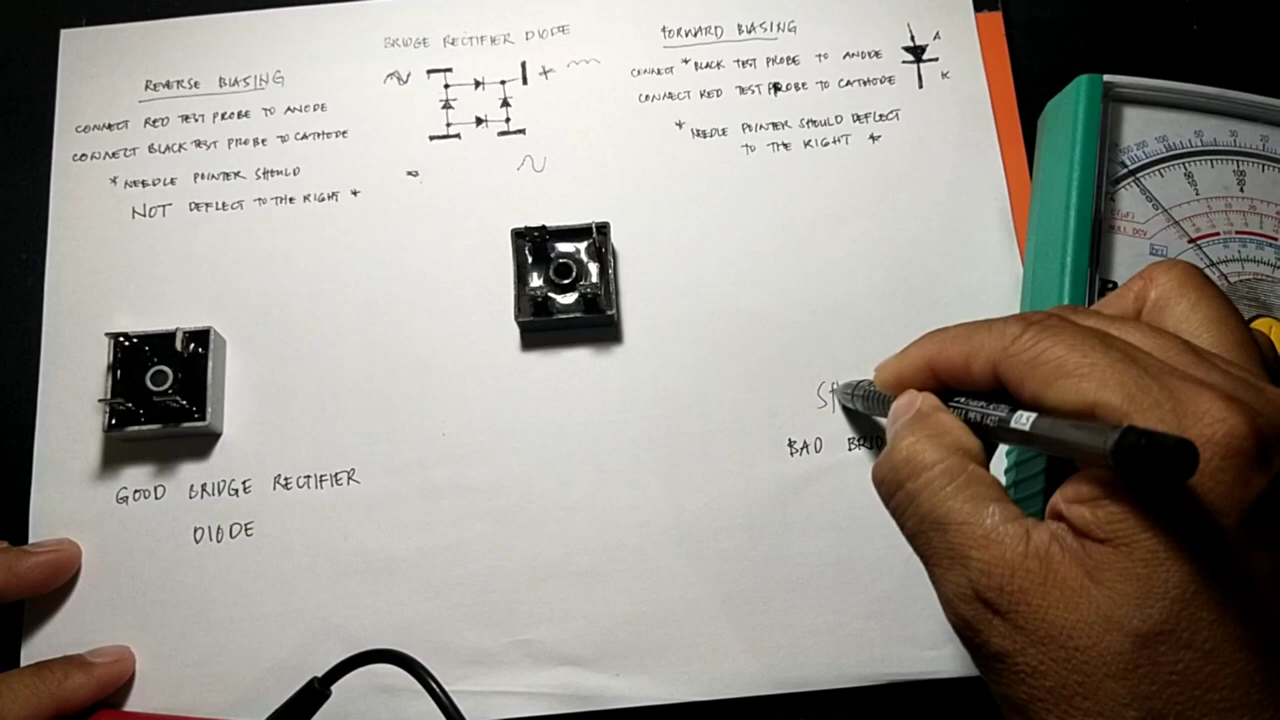 BRIDGE RECTIFIER DIODE
REVERSE BIASING
CONNECT RED TEST PROBE TO ANODE
CONNECT BLACK TEST PROBE TO CATHODE
* NEEDLE POINTER SHOULD
NOT DEFLECT TO THE RIGHT *
+
FORWARD BIASING
CONNECT * BLACK TEST PROBE TO ANODE
CONNECT RED TEST PROBE TO CATHODE
* NEEDLE POINTER SHOULD DEFLECT
TO THE RIGHT *
A
K
GOOD BRIDGE RECTIFIER
DIODE
BAD
0.5